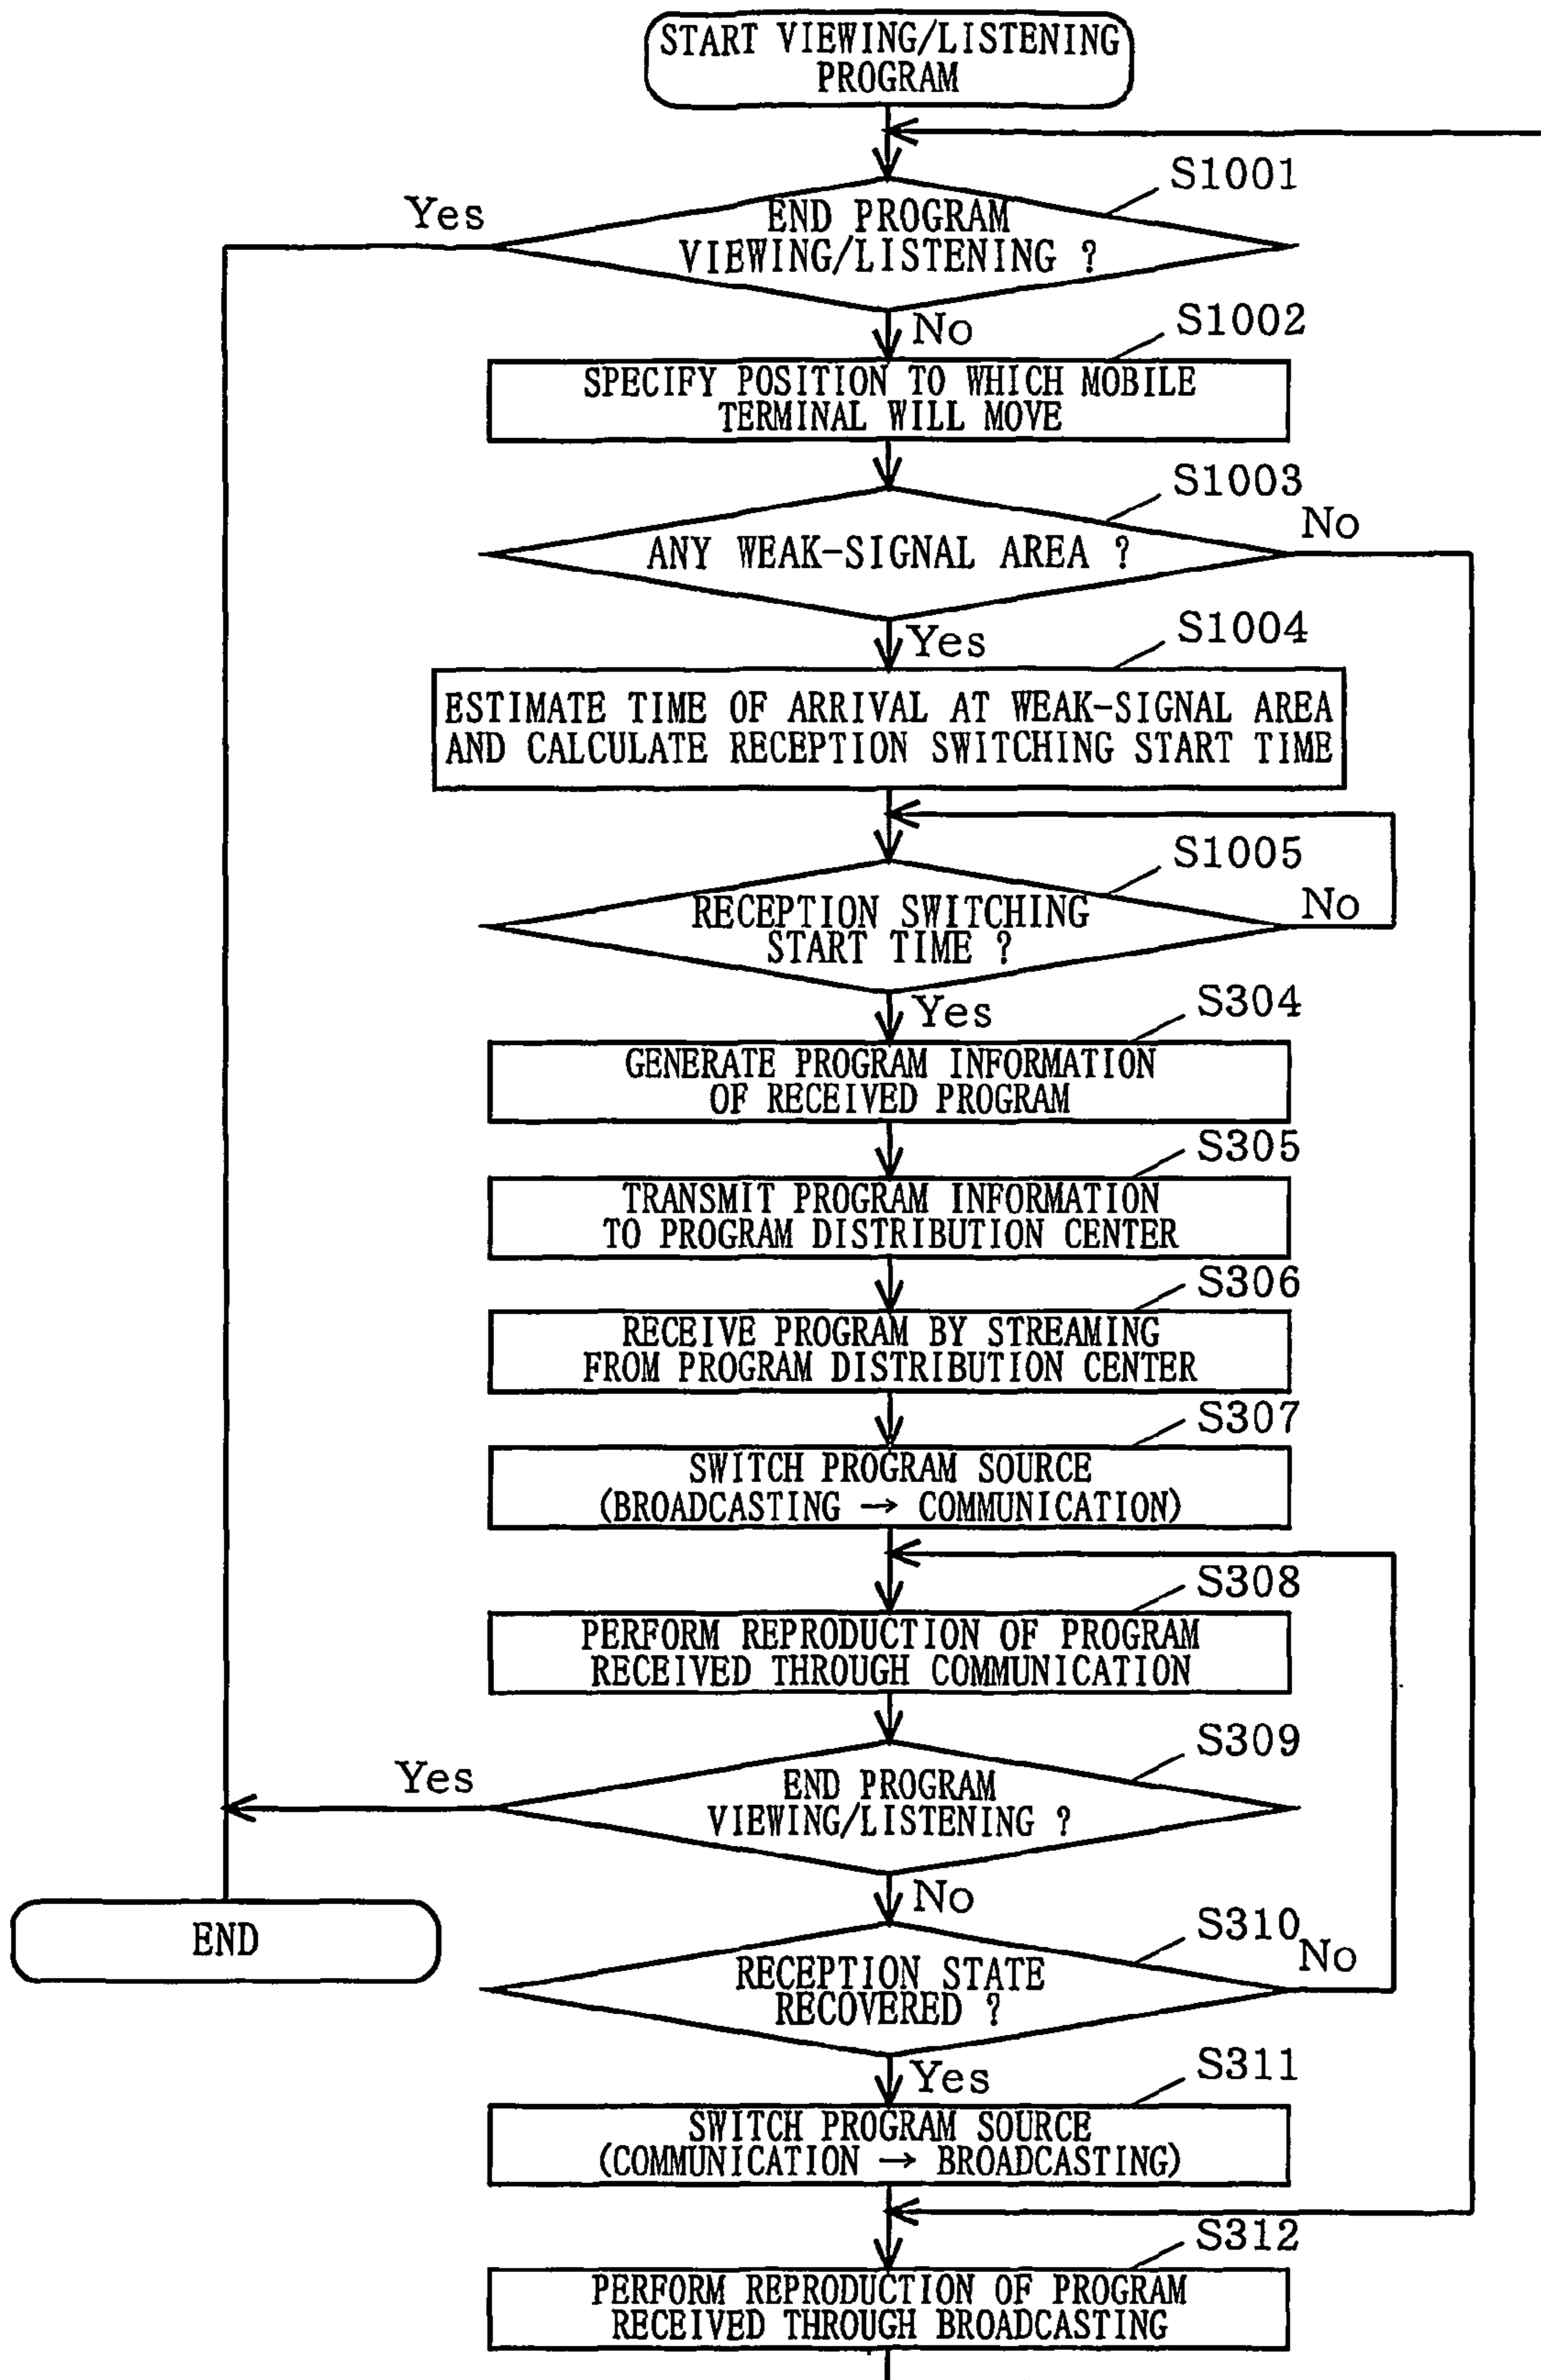 START VIEWING/LISTENING
PROGRAM
S1001
Yes
END PROGRAM
VIEWING/LISTENING ?
No
S1002
SPECIFY POSITION TO WHICH MOBILE
TERMINAL WILL MOVE
S1003
No
ANY WEAK-SIGNAL AREA ?
Yes
S1004
ESTIMATE TIME OF ARRIVAL AT WEAK-SIGNAL AREA
AND CALCULATE RECEPTION SWITCHING START TIME
S1005
No
RECEPTION SWITCHING
START TIME ?
Yes
S304
GENERATE PROGRAM INFORMATION
OF RECEIVED PROGRAM
S305
TRANSMIT PROGRAM INFORMATION
TO PROGRAM DISTRIBUTION CENTER
S306
RECEIVE PROGRAM BY STREAMING
FROM PROGRAM DISTRIBUTION CENTER
S307
SWITCH PROGRAM SOURCE
(BROADCASTING → COMMUNICATION)
S308
PERFORM REPRODUCTION OF PROGRAM
RECEIVED THROUGH COMMUNICATION
S309
Yes
END PROGRAM
VIEWING/LISTENING ?
No
END
S310
No
RECEPTION STATE
RECOVERED ?
Yes
S311
SWITCH PROGRAM SOURCE
(COMMUNICATION → BROADCASTING)
S312
PERFORM REPRODUCTION OF PROGRAM
RECEIVED THROUGH BROADCASTING